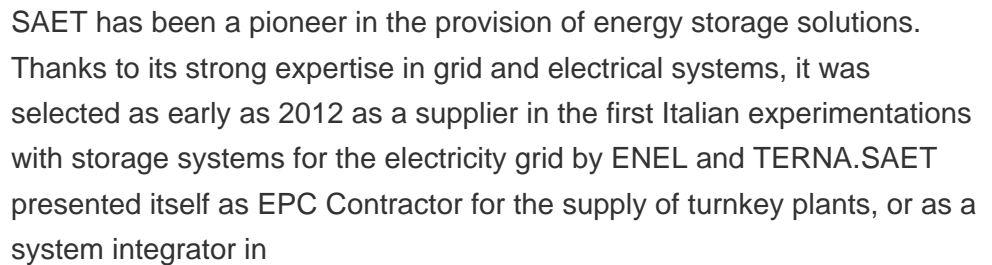 SAET has been a pioneer in the provision of energy storage solutions.
Thanks to its strong expertise in grid and electrical systems, it was
selected as early as 2012 as a supplier in the first Italian experimentations
with storage systems for the electricity grid by ENEL and TERNA.SAET
presented itself as EPC Contractor for the supply of turnkey plants, or as a
system integrator in